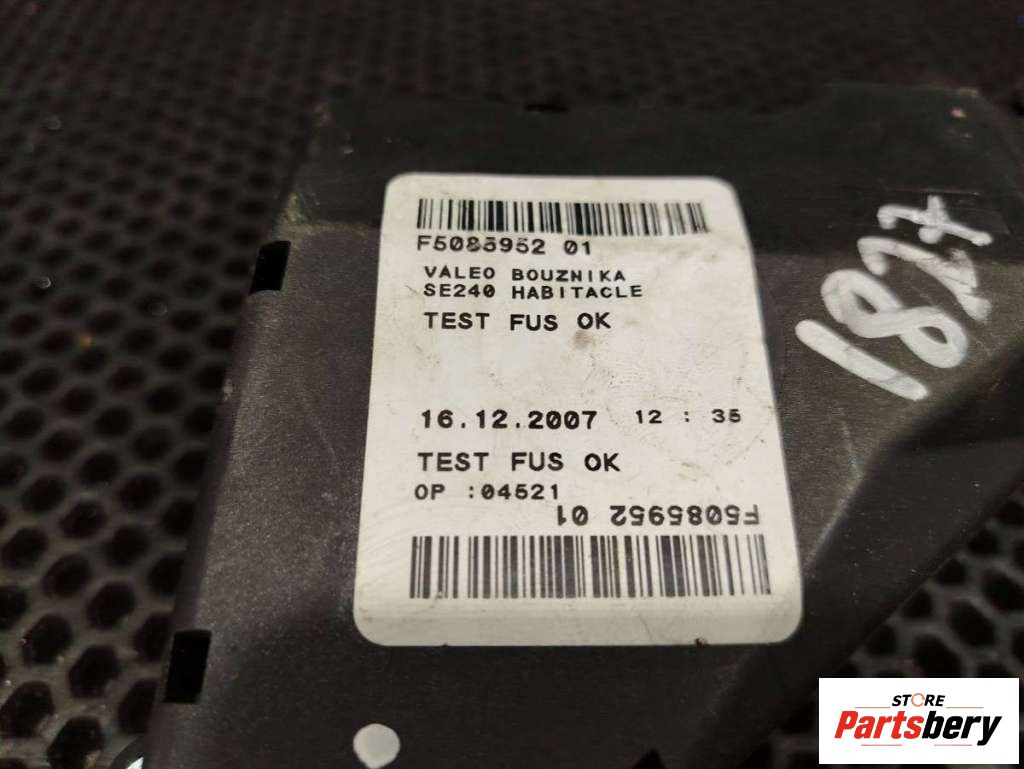 F5085952 01
VALEO BOUZNIKA
SE240 HABITACLE
TEST FUS OK
16.12.2007 12 : 35
TEST FUS OK
OP :04521
F5085952 01
1827
STORE
Partsbery